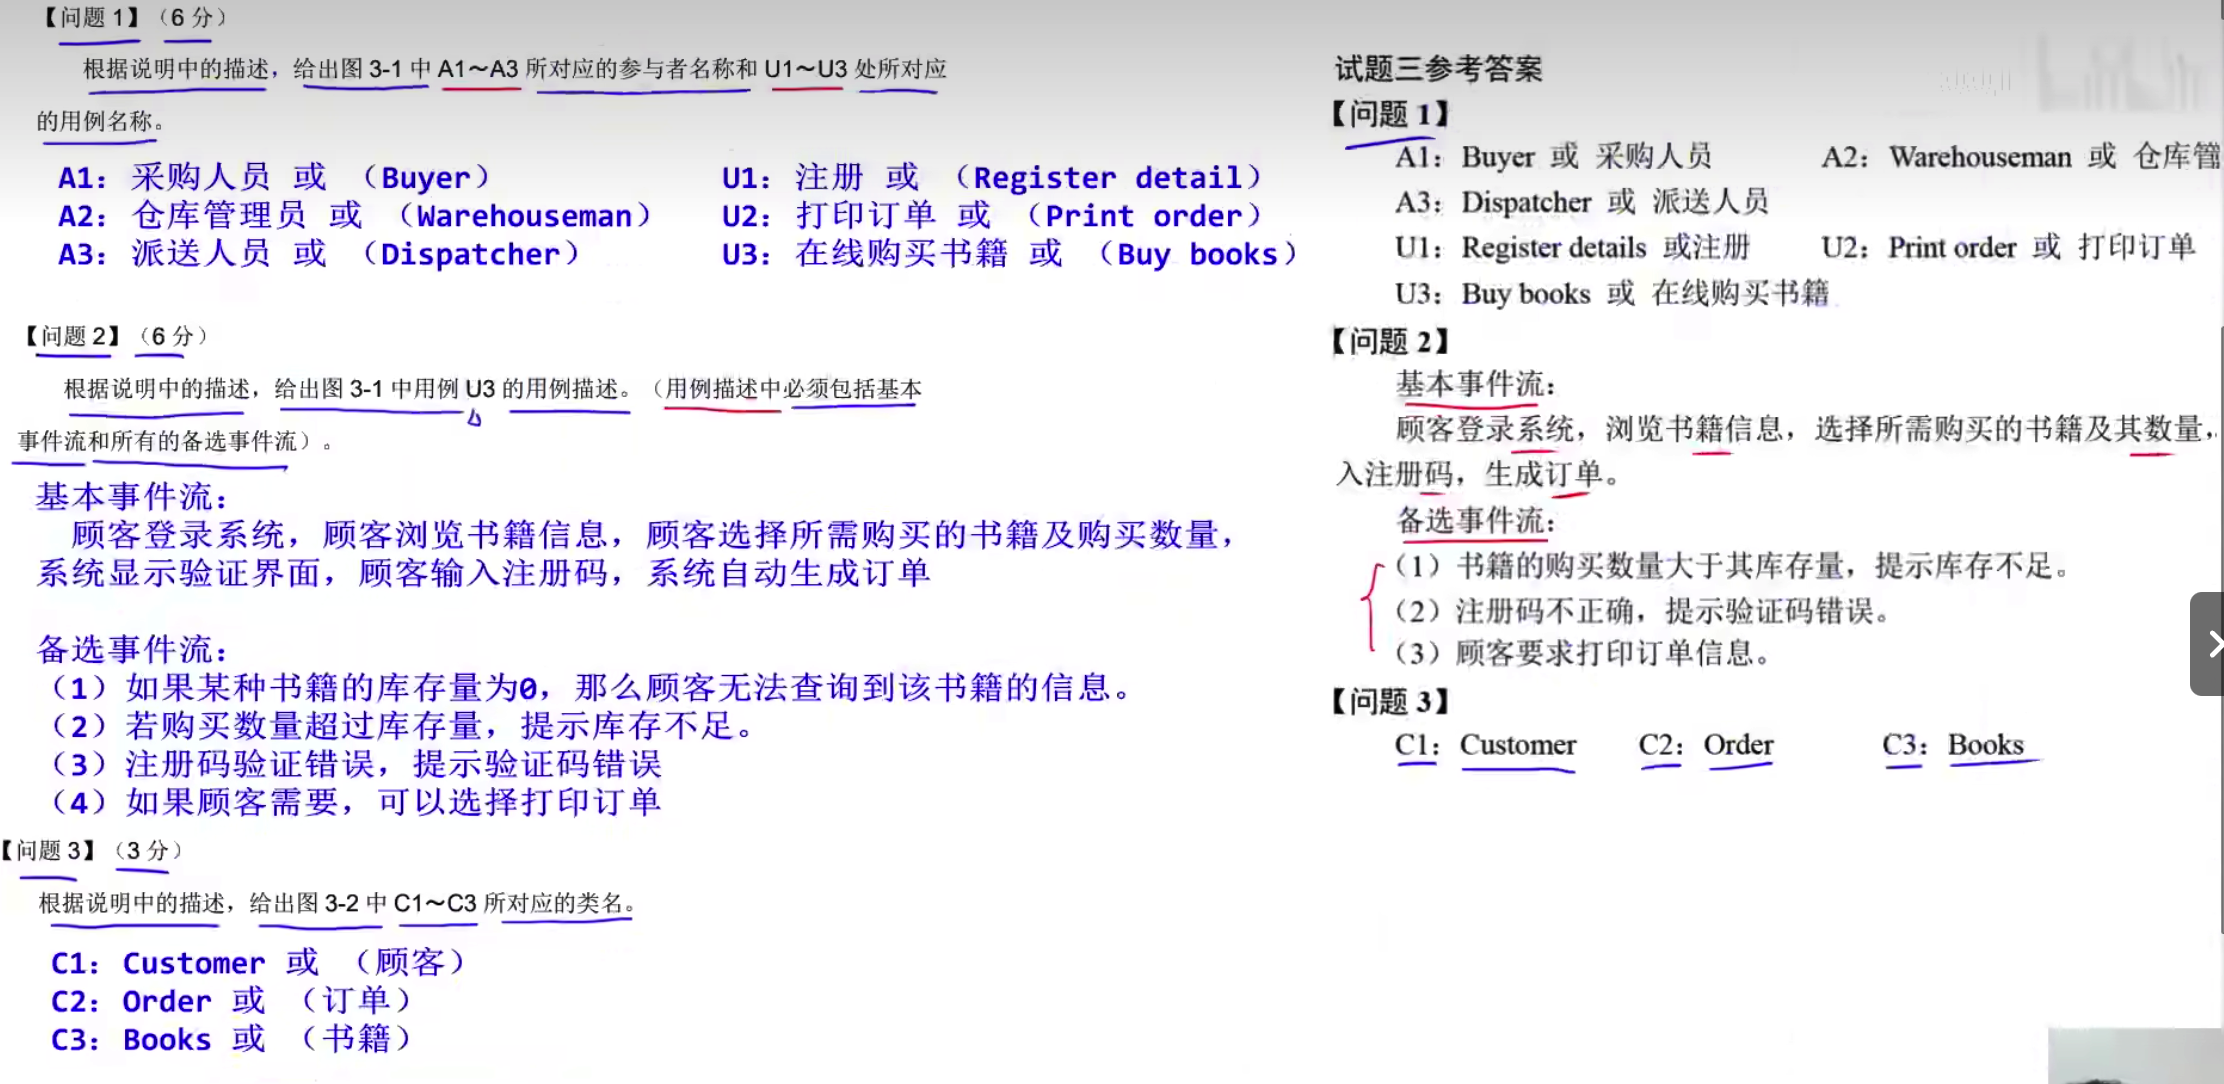 【问题 1】（6 分）
根据说明中的描述，给出图 3-1 中 A1～A3 所对应的参与者名称和 U1～U3 处所对应
的用例名称。
A1： 采购人员 或 （Buyer）
U1： 注册 或 （Register detail）
A2： 仓库管理员 或 （Warehouseman）
U2： 打印订单 或 （Print order）
A3： 派送人员 或 （Dispatcher）
U3： 在线购买书籍 或 （Buy books）
【问题 2】（6 分）
根据说明中的描述，给出图 3-1 中用例 U3 的用例描述。（用例描述中必须包括基本
事件流和所有的备选事件流）。
基本事件流：
顾客登录系统，顾客浏览书籍信息，顾客选择所需购买的书籍及购买数量，
系统显示验证界面，顾客输入注册码，系统自动生成订单
备选事件流：
（1）如果某种书籍的库存量为0，那么顾客无法查询到该书籍的信息。
（2）若购买数量超过库存量，提示库存不足。
（3）注册码验证错误，提示验证码错误
（4）如果顾客需要，可以选择打印订单
【问题 3】（3 分）
根据说明中的描述，给出图 3-2 中 C1～C3 所对应的类名。
C1： Customer 或 （顾客）
C2： Order 或 （订单）
C3： Books 或 （书籍）
试题三参考答案
【问题 1】
A1： Buyer 或 采购人员 A2： Warehouseman 或 仓库管
A3： Dispatcher 或 派送人员
U1： Register details 或注册 U2： Print order 或 打印订单
U3： Buy books 或 在线购买书籍
【问题 2】
基本事件流：
顾客登录系统，浏览书籍信息，选择所需购买的书籍及其数量，
入注册码，生成订单。
备选事件流：
（1）书籍的购买数量大于其库存量，提示库存不足。
（2）注册码不正确，提示验证码错误。
（3）顾客要求打印订单信息。
【问题 3】
C1： Customer C2： Order C3： Books